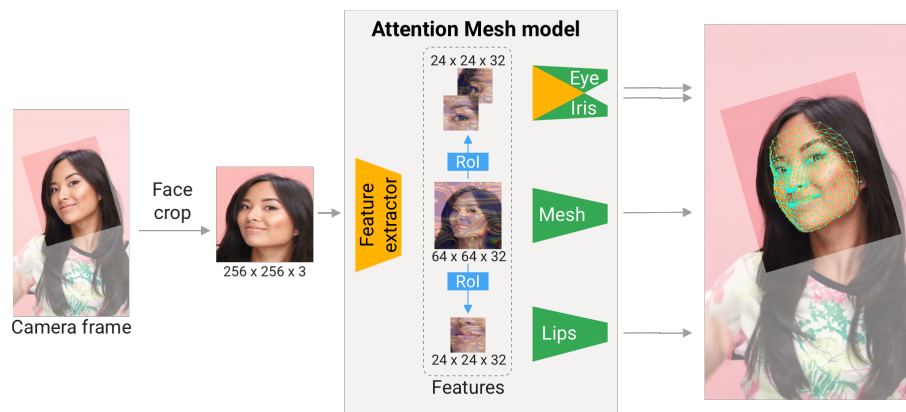 Attention Mesh model
24 x 24 x 32
Eye
Iris
RoI
Face
crop
Feature
extractor
Mesh
256 x 256 x 3
64 x 64 x 32
RoI
Camera frame
Lips
24 x 24 x 32
Features